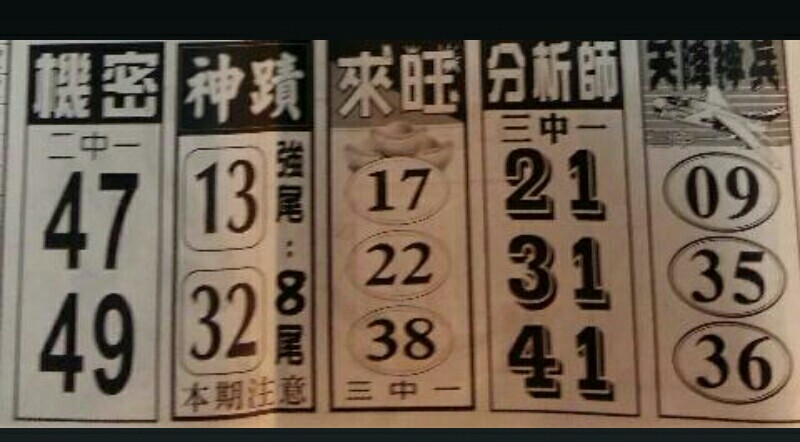 機密
二中一
47
49
神蹟
13
32
強尾：8尾
本期注意
來旺
17
22
38
三中一
分析師
三中一
21
31
41
天降神兵
09
35
36